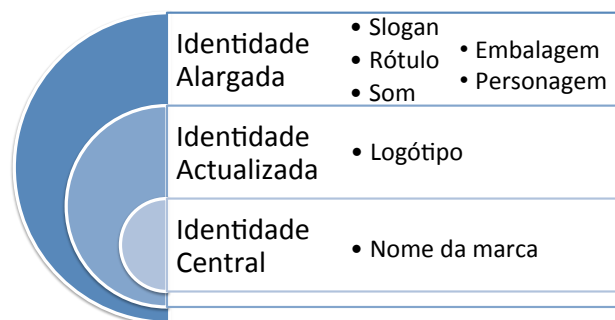 Identidade
Alargada
• Slogan
• Rótulo
• Som
• Embalagem
• Personagem
Identidade
Actualizada
• Logótipo
Identidade
Central
• Nome da marca